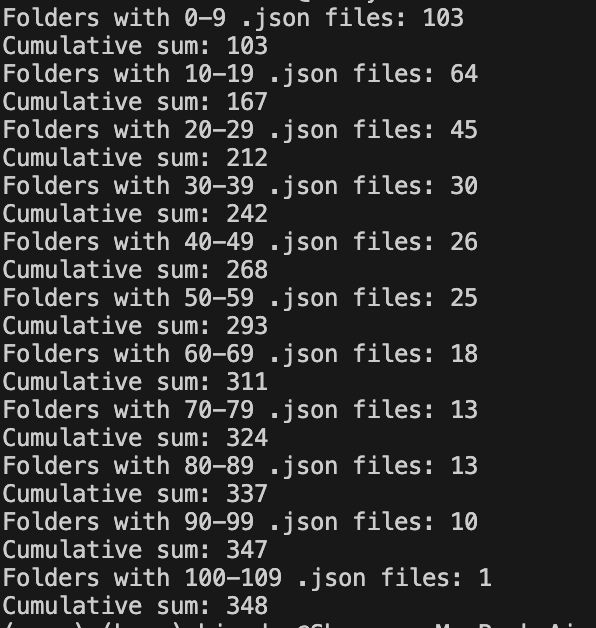 Folders with 0-9 .json files: 103
Cumulative sum: 103
Folders with 10-19 .json files: 64
Cumulative sum: 167
Folders with 20-29 .json files: 45
Cumulative sum: 212
Folders with 30-39 .json files: 30
Cumulative sum: 242
Folders with 40-49 .json files: 26
Cumulative sum: 268
Folders with 50-59 .json files: 25
Cumulative sum: 293
Folders with 60-69 .json files: 18
Cumulative sum: 311
Folders with 70-79 .json files: 13
Cumulative sum: 324
Folders with 80-89 .json files: 13
Cumulative sum: 337
Folders with 90-99 .json files: 10
Cumulative sum: 347
Folders with 100-109 .json files: 1
Cumulative sum: 348